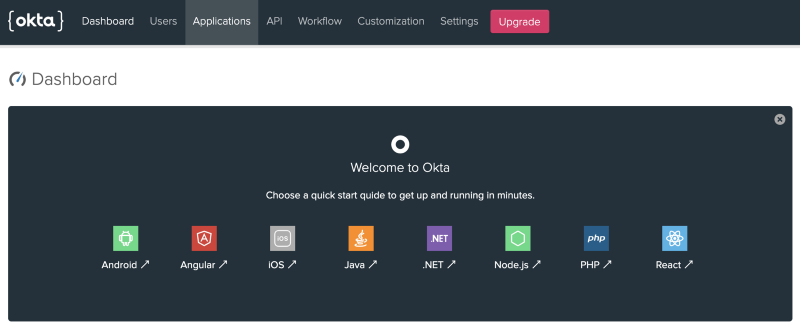 {okta} Dashboard Users Applications API Workflow Customization Settings Upgrade
Dashboard
Welcome to Okta
Choose a quick start guide to get up and running in minutes.
iOS .NET php
Android ↗ Angular ↗ iOS ↗ Java ↗ .NET ↗ Node.js ↗ PHP ↗ React ↗